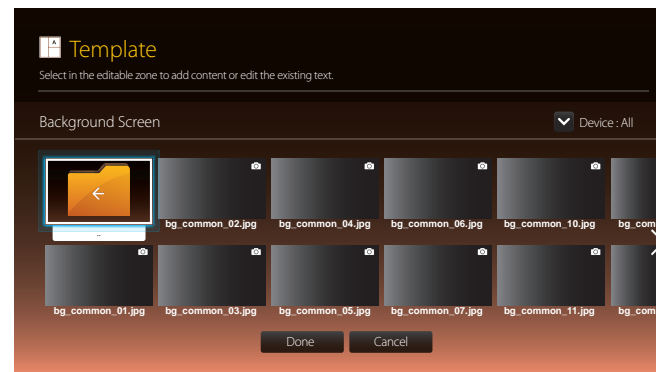 Template
Select in the editable zone to add content or edit the existing text.
Background Screen
Device : All
..
bg_common_02.jpg bg_common_04.jpg bg_common_06.jpg bg_common_10.jpg bg_com
bg_common_01.jpg bg_common_03.jpg bg_common_05.jpg bg_common_07.jpg bg_common_11.jpg bg_com
Done Cancel